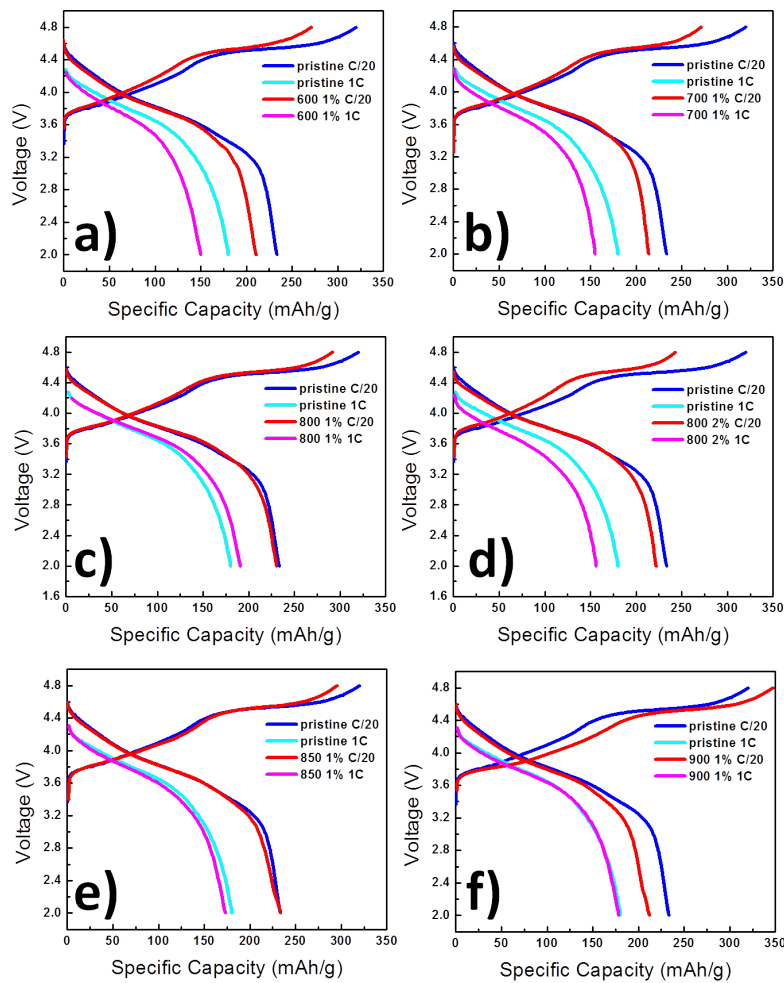 4.8
4.4
4.0
3.6
3.2
2.8
2.4
2.0
Voltage (V)
pristine C/20
pristine 1C
600 1% C/20
600 1% 1C
a)
0 50 100 150 200 250 300 350
Specific Capacity (mAh/g)
4.8
4.4
4.0
3.6
3.2
2.8
2.4
2.0
Voltage (V)
pristine C/20
pristine 1C
700 1% C/20
700 1% 1C
b)
0 50 100 150 200 250 300 350
Specific Capacity (mAh/g)
4.8
4.4
4.0
3.6
3.2
2.8
2.4
2.0
1.6
Voltage (V)
pristine C/20
pristine 1C
800 1% C/20
800 1% 1C
c)
0 50 100 150 200 250 300 350
Specific Capacity (mAh/g)
4.8
4.4
4.0
3.6
3.2
2.8
2.4
2.0
1.6
Voltage (V)
pristine C/20
pristine 1C
800 2% C/20
800 2% 1C
d)
0 50 100 150 200 250 300 350
Specific Capacity (mAh/g)
4.8
4.4
4.0
3.6
3.2
2.8
2.4
2.0
Voltage (V)
pristine C/20
pristine 1C
850 1% C/20
850 1% 1C
e)
0 50 100 150 200 250 300 350
Specific Capacity (mAh/g)
4.8
4.4
4.0
3.6
3.2
2.8
2.4
2.0
Voltage (V)
pristine C/20
pristine 1C
900 1% C/20
900 1% 1C
f)
0 50 100 150 200 250 300 350
Specific Capacity (mAh/g)